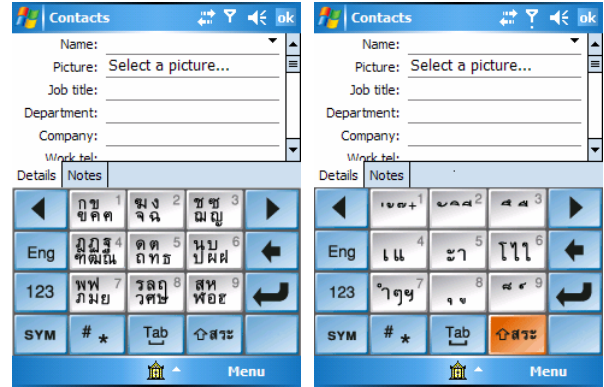 Contacts ok
Name:
Picture: Select a picture...
Job title:
Department:
Company:
Work tel:
Details Notes
กข 1 ฆง 2 ชซ 3
ฃคฅ จฉ ฌญ
Eng ฎฏฐ 4 ดต 5 นบ 6
ฑฒณ ถทธ ปผฝ
123 พฟ 7 รลฤ 8 สห 9
ภมย วศษ ฬอฮ
SYM # * Tab ⇧สระ
Menu
Contacts ok
Name:
Picture: Select a picture...
Job title:
Department:
Company:
Work tel:
Details Notes
1 2 3
Eng เแ 4 ะา 5 โใไ 6
123 ำๆฯ 7 8 9
SYM # * Tab ⇧สระ
Menu